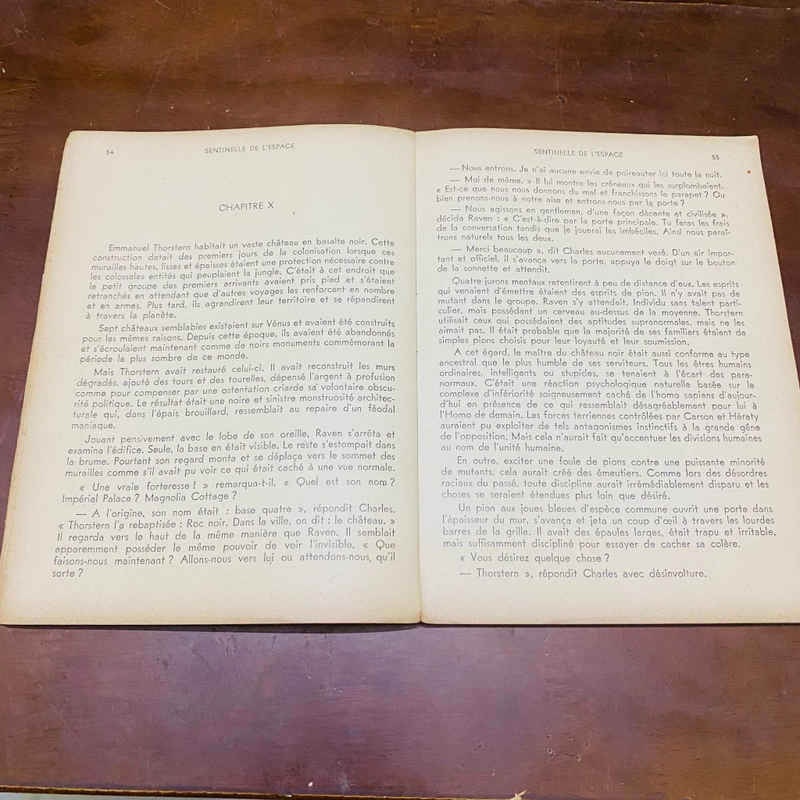 54
SENTINELLE DE L'ESPACE
CHAPITRE X
Emmanuel Thorstern habitait un vaste château en basalte noir. Cette
construction datait des premiers jours de la colonisation lorsque ces
murailles hautes, lisses et épaisses étaient une protection nécessaire contre
les colossales entités qui peuplaient la jungle. C'était à cet endroit que
le petit groupe des premiers arrivants avaient pris pied et s'étaient
retranchés en attendant que d'autres voyages les renforcent en nombre
et en armes. Plus tard, ils agrandirent leur territoire et se répandirent
à travers la planète.
Sept châteaux semblables existaient sur Vénus et avaient été construits
pour les mêmes raisons. Depuis cette époque, ils avaient été abandonnés
et s'écroulaient maintenant comme de noirs monuments commémorant la
période la plus sombre de ce monde.
Mais Thorstern avait restauré celui-ci. Il avait reconstruit les murs
dégradés, ajouté des tours et des tourelles, dépensé l'argent à profusion
comme pour compenser par une ostentation criarde sa volontaire obscu-
rité politique. Le résultat était une noire et sinistre monstruosité architec-
turale qui, dans l'épais brouillard, ressemblait au repaire d'un féodal
maniaque.
Jouant pensivement avec le lobe de son oreille, Raven s'arrêta et
examina l'édifice. Seule, la base en était visible. Le reste s'estompait dans
la brume. Pourtant son regard monta et se déplaça vers le sommet des
murailles comme s'il avait pu voir ce qui était caché à une vue normale.
« Une vraie forteresse ! » remarqua-t-il. « Quel est son nom ?
Impérial Palace ? Magnolia Cottage ?
— A l'origine, son nom était : base quatre », répondit Charles.
« Thorstern l'a rebaptisée : Roc noir. Dans la ville, on dit : le château. »
Il regarda vers le haut de la même manière que Raven. Il semblait
apparemment posséder le même pouvoir de voir l'invisible. « Que
faisons-nous maintenant ? Allons-nous vers lui ou attendons-nous qu'il
sorte ?
SENTINELLE DE L'ESPACE
55
— Nous entrons. Je n'ai aucune envie de poireauter ici toute la nuit.
— Moi de même. » Il lui montra les créneaux qui les surplombaient.
« Est-ce que nous nous donnons du mal et franchissons le parapet ? Ou
bien prenons-nous à notre aise et entrons-nous par la porte ?
— Nous agissons en gentlemen, d'une façon décente et civilisée »,
décida Raven : « C'est-à-dire par la porte principale. Tu feras les frais
de la conversation tandis que je jouerai les imbéciles. Ainsi nous paraî-
trons naturels tous les deux.
— Merci beaucoup », dit Charles aucunement vexé. D'un air impor-
tant et officiel, il s'avança vers la porte, appuya le doigt sur le bouton
de la sonnette et attendit.
Quatre jurons mentaux retentirent à peu de distance d'eux. Les esprits
qui venaient d'émettre étaient des esprits de pion. Il n'y avait pas de
mutant dans le groupe. Raven s'y attendait. Individu sans talent parti-
culier, mais possédant un cerveau au-dessus de la moyenne, Thorstern
utilisait ceux qui possédaient des aptitudes supranormales, mais ne les
aimait pas. Il était probable que la majorité de ses familiers étaient de
simples pions choisis pour leur loyauté et leur soumission.
A cet égard, le maître du château noir était aussi conforme au type
ancestral que le plus humble de ses serviteurs. Tous les êtres humains
ordinaires, intelligents ou stupides, se tenaient à l'écart des para-
normaux. C'était une réaction psychologique naturelle basée sur le
complexe d'infériorité soigneusement caché de l'homo sapiens d'aujour-
d'hui en présence de ce qui ressemblait désagréablement pour lui à
l'Homo de demain. Les forces terriennes contrôlées par Carson et Hératy
auraient pu exploiter de tels antagonismes instinctifs à la grande gêne
de l'opposition. Mais cela n'aurait fait qu'accentuer les divisions humaines
au nom de l'unité humaine.
En outre, exciter une foule de pions contre une puissante minorité
de mutants, cela aurait créé des émeutiers. Comme lors des désordres
raciaux du passé, toute discipline aurait irrémédiablement disparu et les
choses se seraient étendues plus loin que désiré.
Un pion aux joues bleues d'espèce commune ouvrit une porte dans
l'épaisseur du mur, s'avança et jeta un coup d'œil à travers les lourdes
barres de la grille. Il avait des épaules larges, était trapu et irritable,
mais suffisamment discipliné pour essayer de cacher sa colère.
« Vous désirez quelque chose ?
— Thorstern », répondit Charles avec désinvolture.